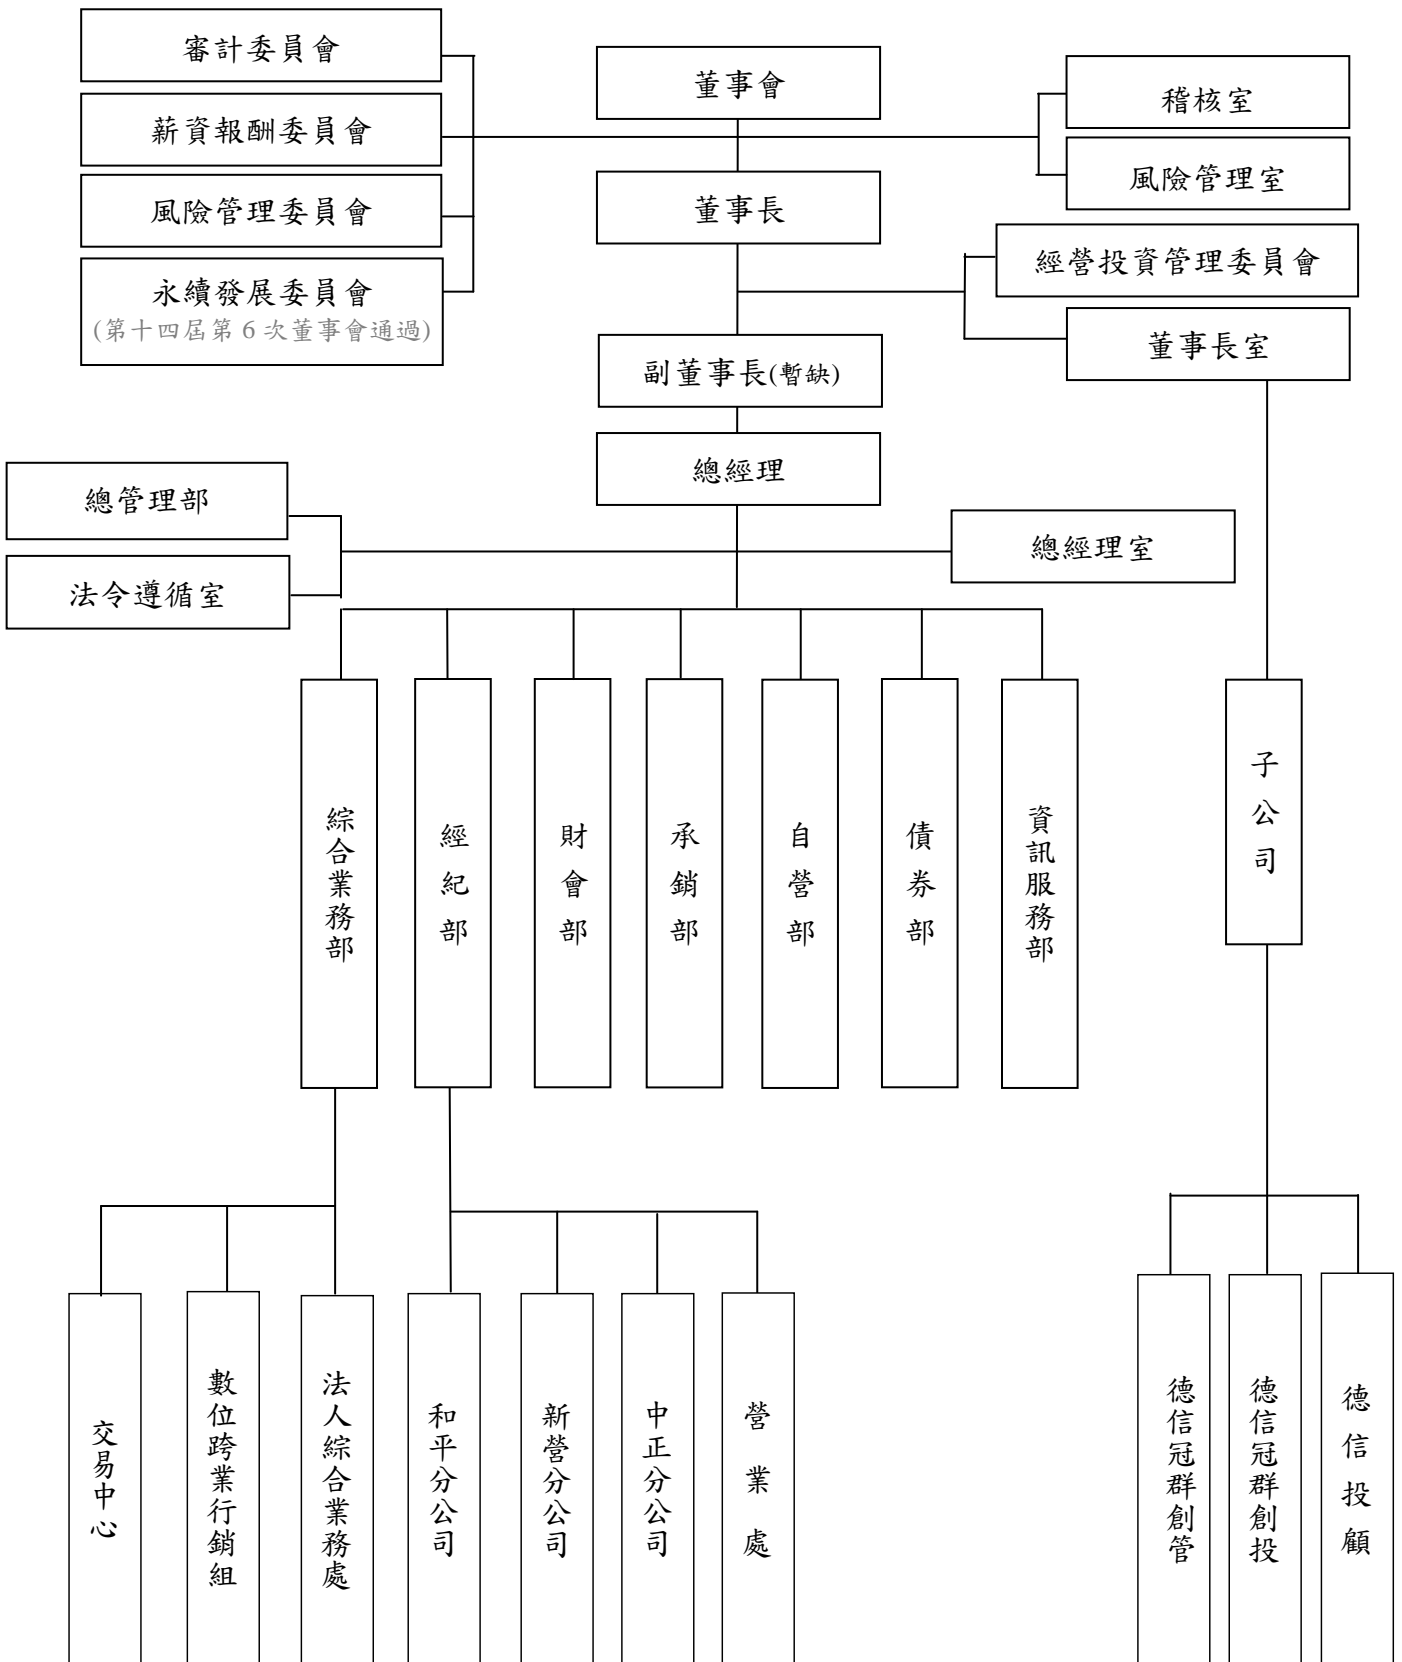 審計委員會
董事會
稽核室
薪資報酬委員會
風險管理室
風險管理委員會
董事長
經營投資管理委員會
永續發展委員會
(第十四屆第 6 次董事會通過)
董事長室
副董事長(暫缺)
總經理
總管理部
總經理室
法令遵循室
綜合業務部
經紀部
財會部
承銷部
自營部
債券部
資訊服務部
子公司
交易中心
數位跨業行銷組
法人綜合業務處
和平分公司
新營分公司
中正分公司
營業處
德信冠群創管
德信冠群創投
德信投顧